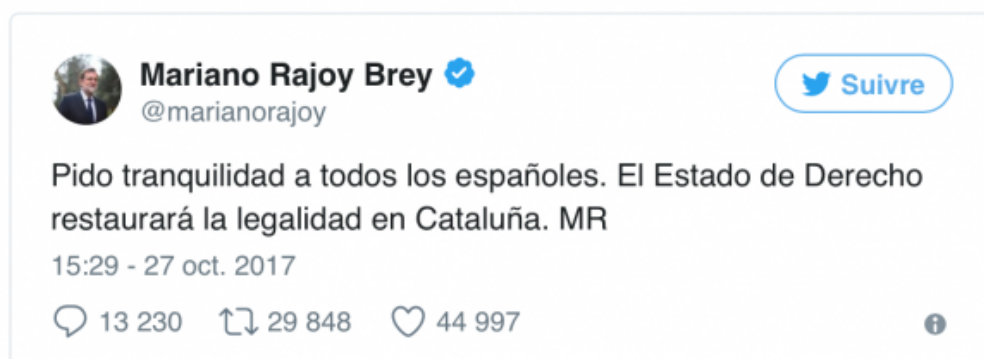 Mariano Rajoy Brey
@marianorajoy
Suivre
Pido tranquilidad a todos los españoles. El Estado de Derecho
restaurará la legalidad en Cataluña. MR
15:29 - 27 oct. 2017
13 230 29 848 44 997